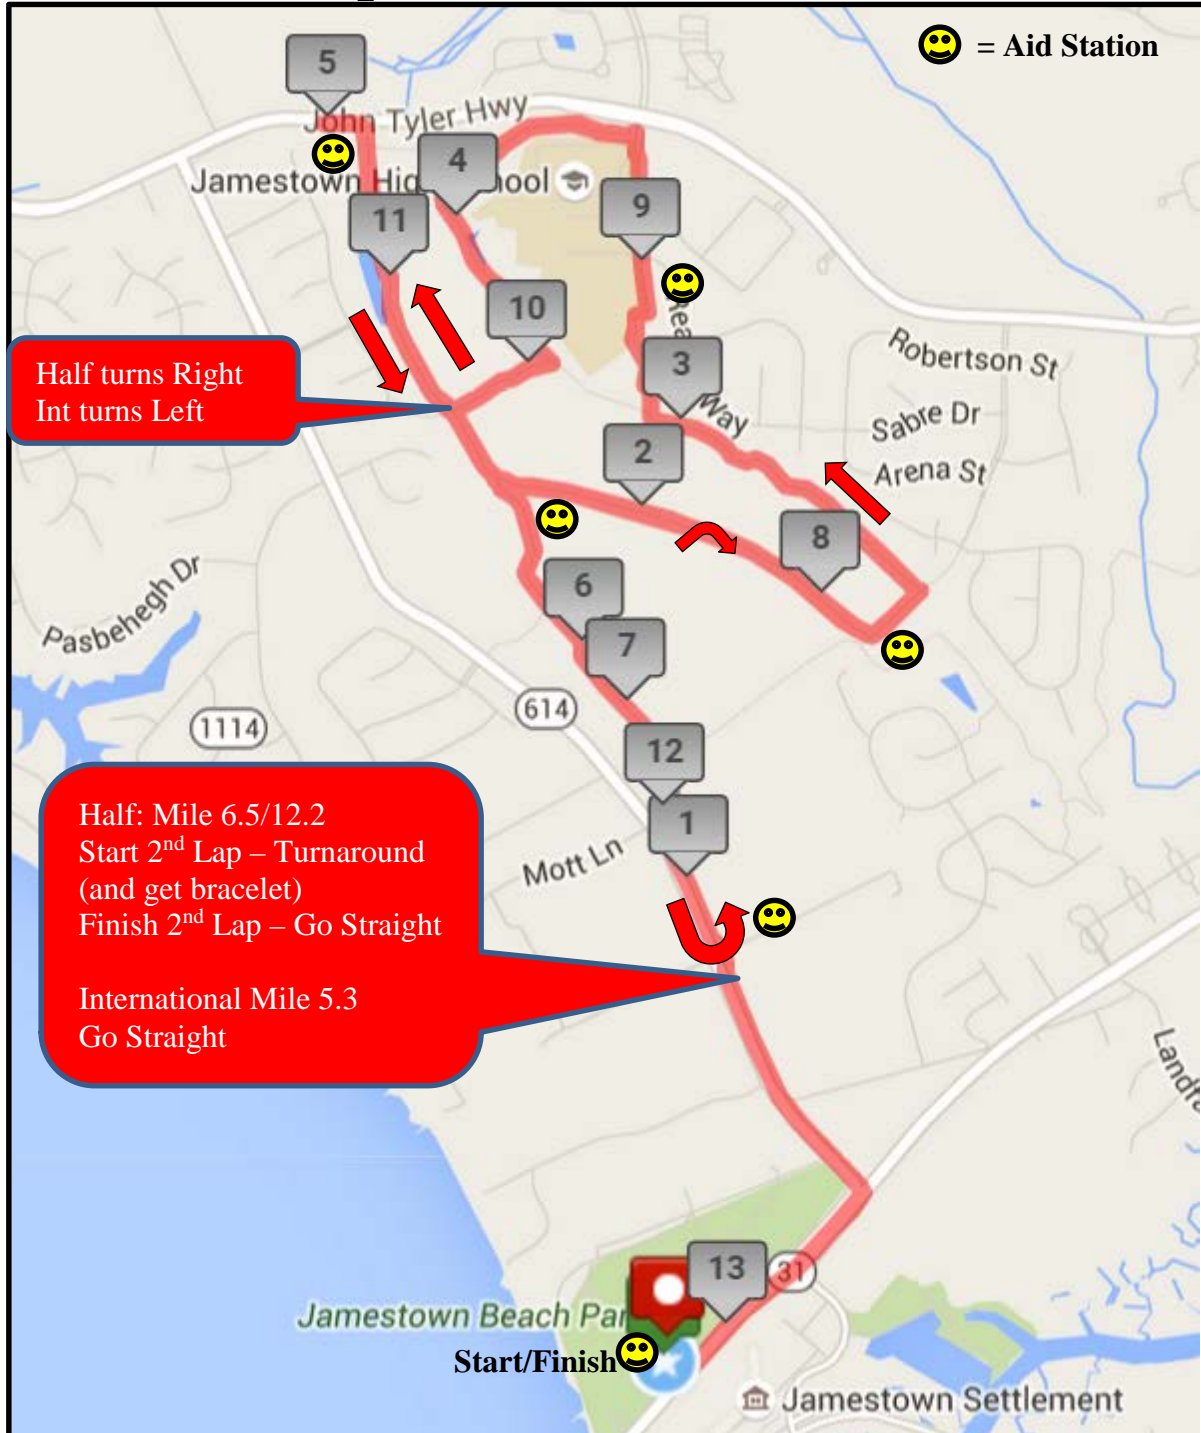 = Aid Station
5
John Tyler Hwy
4
Jamestown Hig
hool
11
9
10
Rea
Way
3
Robertson St
Sabre Dr
Arena St
Half turns Right
Int turns Left
2
8
6
7
Pasbehegh Dr
614
1114
12
1
Mott Ln
Half: Mile 6.5/12.2
Start 2nd Lap – Turnaround
(and get bracelet)
Finish 2nd Lap – Go Straight
International Mile 5.3
Go Straight
Landfa
13
31
Jamestown Beach Par
Start/Finish
Jamestown Settlement